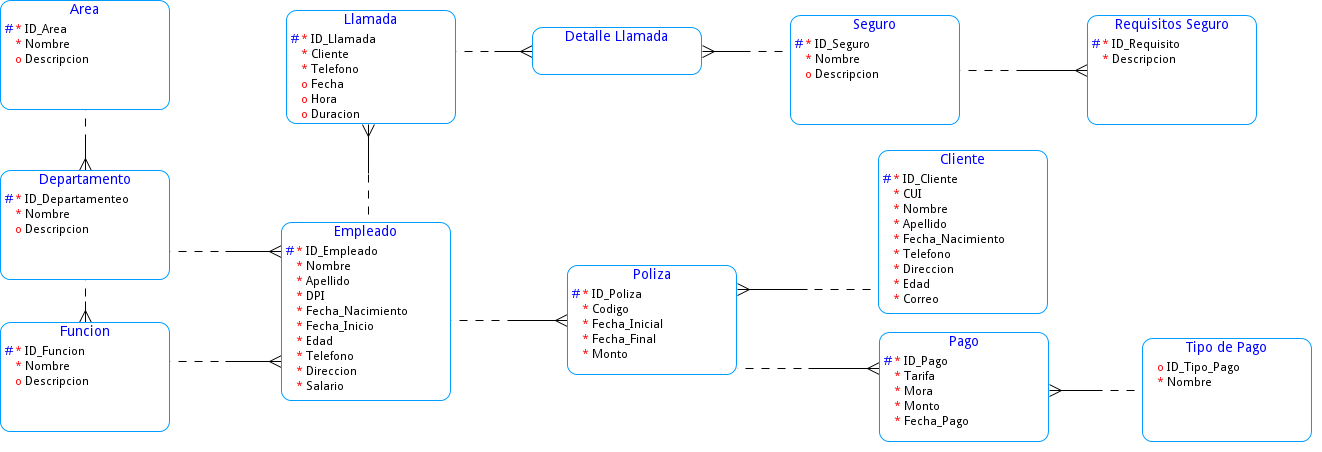 Area
# * ID_Area
* Nombre
o Descripcion
Llamada
# * ID_Llamada
* Cliente
* Telefono
o Fecha
o Hora
o Duracion
Detalle Llamada
Seguro
# * ID_Seguro
* Nombre
o Descripcion
Requisitos Seguro
# * ID_Requisito
* Descripcion
Departamento
# * ID_Departamenteo
* Nombre
o Descripcion
Empleado
# * ID_Empleado
* Nombre
* Apellido
* DPI
* Fecha_Nacimiento
* Fecha_Inicio
* Edad
* Telefono
* Direccion
* Salario
Cliente
# * ID_Cliente
* CUI
* Nombre
* Apellido
* Fecha_Nacimiento
* Telefono
* Direccion
* Edad
* Correo
Poliza
# * ID_Poliza
* Codigo
* Fecha_Inicial
* Fecha_Final
* Monto
Funcion
# * ID_Funcion
* Nombre
o Descripcion
Pago
# * ID_Pago
* Tarifa
* Mora
* Monto
* Fecha_Pago
Tipo de Pago
o ID_Tipo_Pago
* Nombre